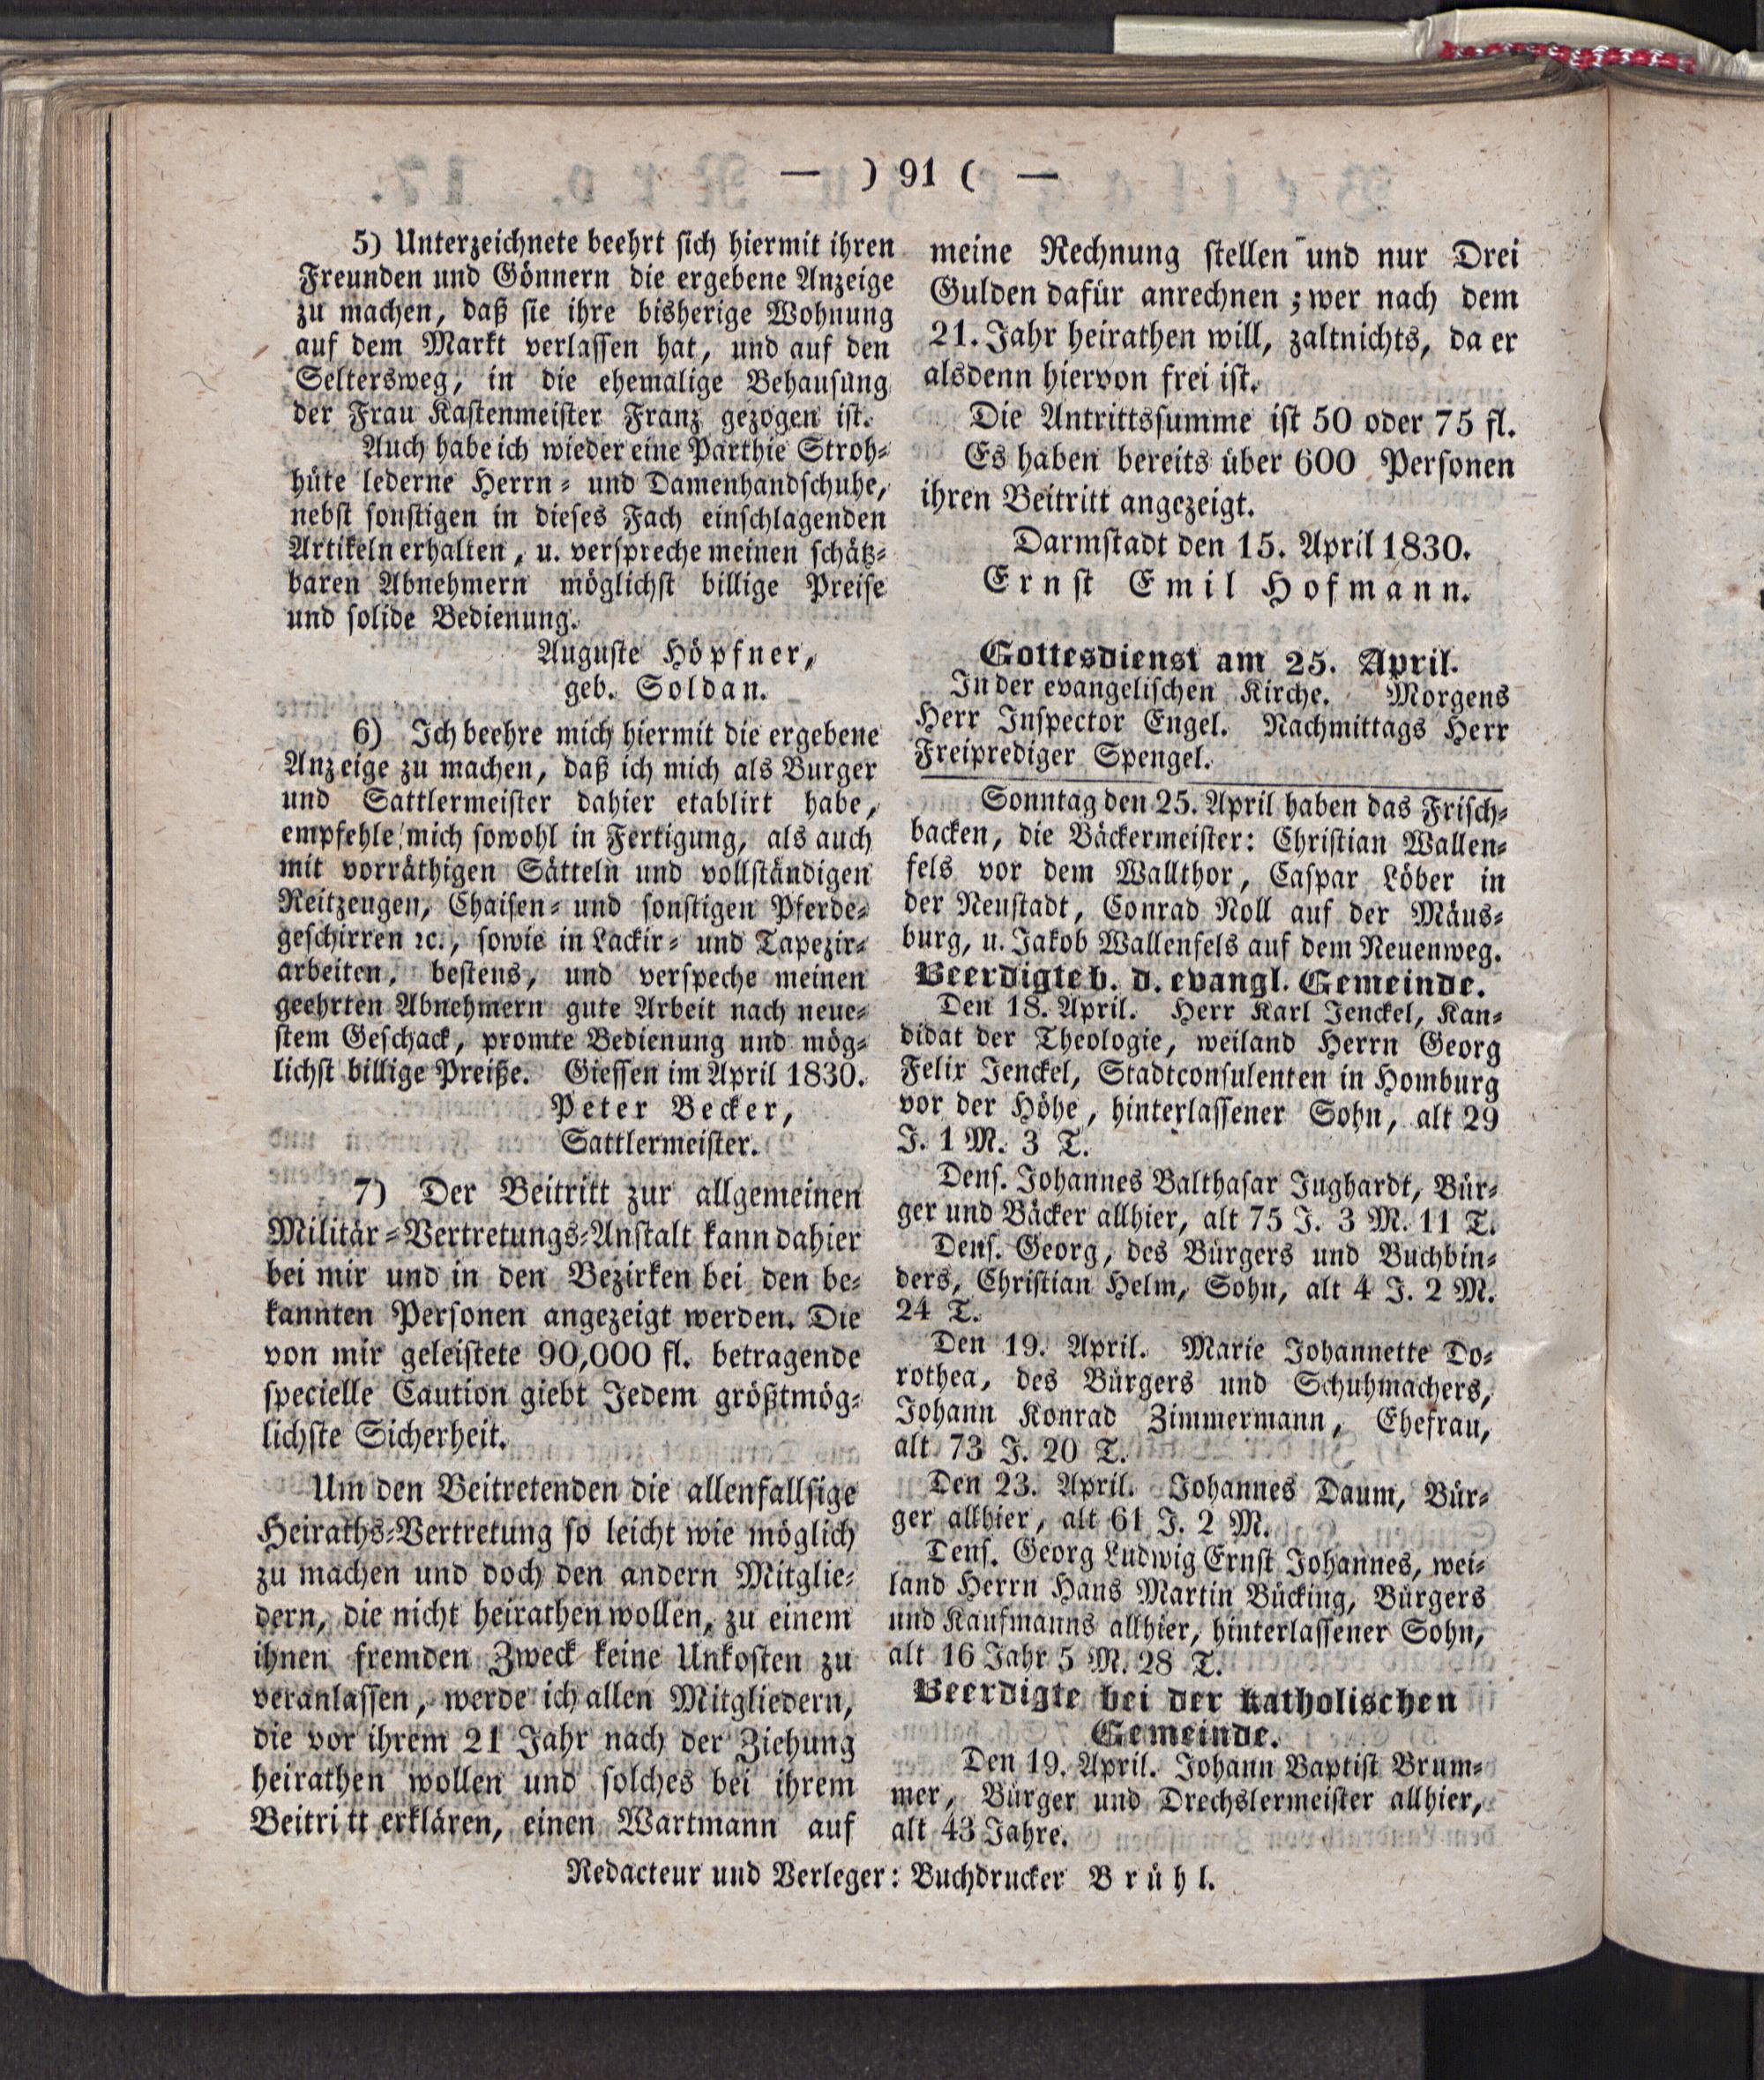 — ) 91 ( —
5) Unterzeichnete beehrt sich hiermit ihren
Freunden und Gönnern die ergebene Anzeige
zu machen, daß sie ihre bisherige Wohnung
auf dem Markt verlassen hat, und auf den
Seltersweg, in die ehemalige Behausung
der Frau Kastenmeister Franz gezogen ist.
Auch habe ich wieder eine Parthie Stroh-
hüte lederne Herrn- und Damenhandschuhe,
nebst sonstigen in dieses Fach einschlagenden
Artikeln erhalten, u. verspreche meinen schätz-
baren Abnehmern möglichst billige Preise
und solide Bedienung.
Auguste Höpfner,
geb. Soldan.
6) Ich beehre mich hiermit die ergebene
Anzeige zu machen, daß ich mich als Burger
und Sattlermeister dahier etablirt habe,
empfehle mich sowohl in Fertigung, als auch
mit vorräthigen Sätteln und vollständigen
Reitzeugen, Chaisen- und sonstigen Pferde-
geschirren ꝛc., sowie in Lackir- und Tapezir-
arbeiten, bestens, und verspeche meinen
geehrten Abnehmern gute Arbeit nach neue-
stem Geschack, promte Bedienung und mög-
lichst billige Preiße. Giessen im April 1830.
Peter Becker,
Sattlermeister.
7) Der Beitritt zur allgemeinen
Militär-Vertretungs-Anstalt kann dahier
bei mir und in den Bezirken bei den be-
kannten Personen angezeigt werden. Die
von mir geleistete 90,000 fl. betragende
specielle Caution giebt Jedem größtmög-
lichste Sicherheit.
Um den Beitretenden die allenfallsige
Heiraths-Vertretung so leicht wie möglich
zu machen und doch den andern Mitglie-
dern, die nicht heirathen wollen, zu einem
ihnen fremden Zweck keine Unkosten zu
veranlassen, werde ich allen Mitgliedern,
die vor ihrem 21 Jahr nach der Ziehung
heirathen wollen und solches bei ihrem
Beitritt erklären, einen Wartmann auf
meine Rechnung stellen und nur Drei
Gulden dafür anrechnen; wer nach dem
21. Jahr heirathen will, zaltnichts, da er
alsdenn hiervon frei ist.
Die Antrittssumme ist 50 oder 75 fl.
Es haben bereits über 600 Personen
ihren Beitritt angezeigt.
Darmstadt den 15. April 1830.
Ernst Emil Hofmann.
Gottesdienst am 25. April.
In der evangelischen Kirche. Morgens
Herr Inspector Engel. Nachmittags Herr
Freiprediger Spengel.
Sonntag den 25. April haben das Frisch-
backen, die Bäckermeister: Christian Wallen-
fels vor dem Wallthor, Caspar Löber in
der Neustadt, Conrad Noll auf der Mäus-
burg, u. Jakob Wallenfels auf dem Neuenweg.
Beerdigte b. d. evangl. Gemeinde.
Den 18. April. Herr Karl Jenckel, Kan-
didat der Theologie, weiland Herrn Georg
Felix Jenckel, Stadtconsulenten in Homburg
vor der Höhe, hinterlassener Sohn, alt 29
J. 1 M. 3 T.
Dens. Johannes Balthasar Jughardt, Bür-
ger und Bäcker allhier, alt 75 J. 3 M. 11 T.
Dens. Georg, des Bürgers und Buchbin-
ders, Christian Helm, Sohn, alt 4 J. 2 M.
24 T.
Den 19. April. Marie Johannette Do-
rothea, des Bürgers und Schuhmachers,
Johann Konrad Zimmermann, Ehefrau,
alt 73 J. 20 T.
Den 23. April. Johannes Daum, Bür-
ger allhier, alt 61 J. 2 M.
Dens. Georg Ludwig Ernst Johannes, wei-
land Herrn Hans Martin Bücking, Bürgers
und Kaufmanns allhier, hinterlassener Sohn,
alt 16 Jahr 5 M. 28 T.
Beerdigte bei der katholischen
Gemeinde.
Den 19. April. Johann Baptist Brum-
mer, Bürger und Drechslermeister allhier,
alt 43 Jahre.
Redacteur und Verleger: Buchdrucker Brühl.